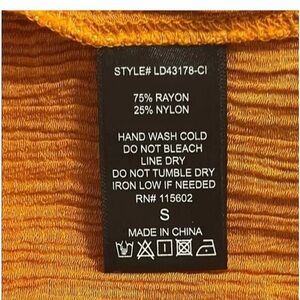 STYLE# LD43178-CI
75% RAYON
25% NYLON
HAND WASH COLD
DO NOT BLEACH
LINE DRY
DO NOT TUMBLE DRY
IRON LOW IF NEEDED
RN# 115602
S
MADE IN CHINA